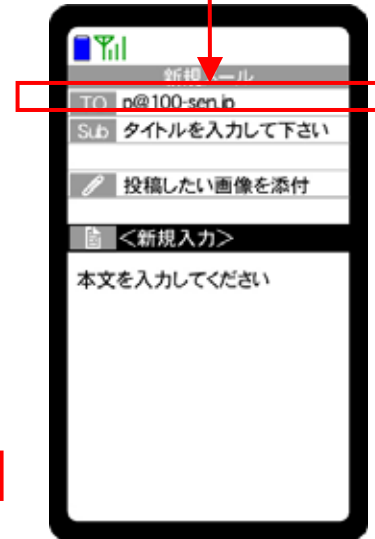 新規メール
TO p@100-sen.jp
Sub タイトルを入力して下さい
投稿したい画像を添付
＜新規入力＞
本文を入力してください